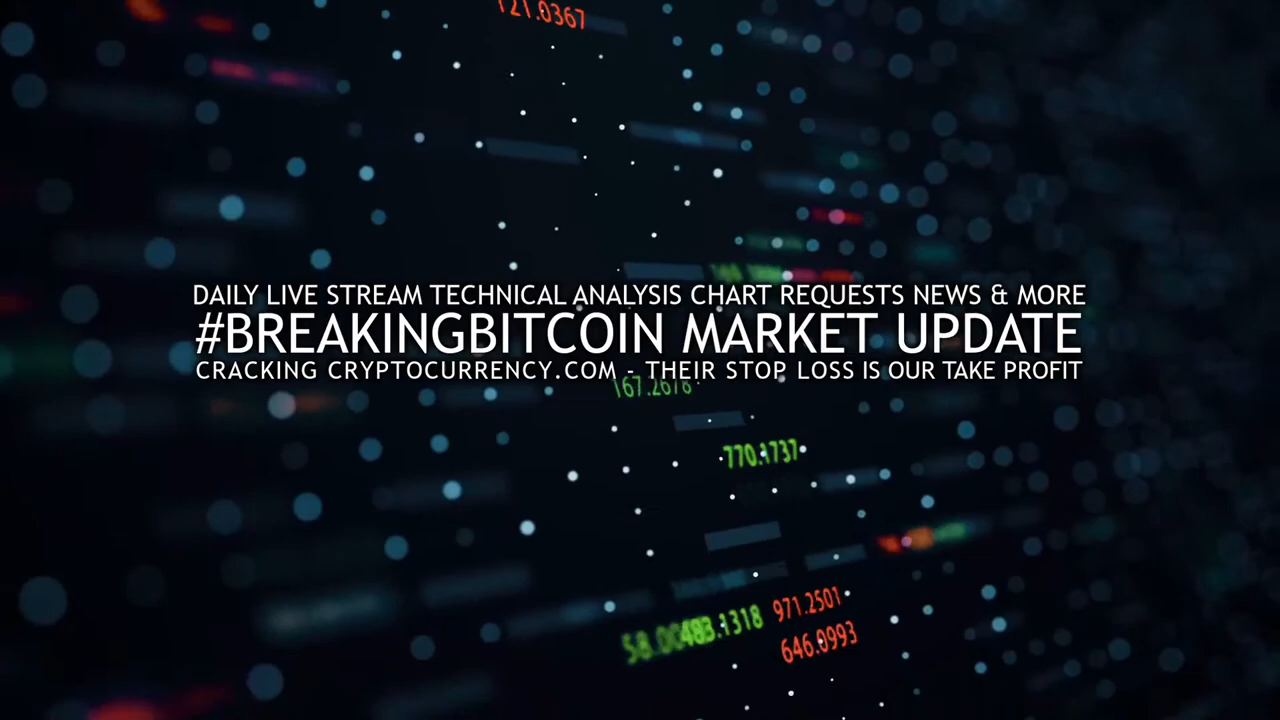 121.0367
DAILY LIVE STREAM TECHNICAL ANALYSIS CHART REQUESTS NEWS & MORE
#BREAKINGBITCOIN MARKET UPDATE
CRACKING CRYPTOCURRENCY.COM - THEIR STOP LOSS IS OUR TAKE PROFIT
167.2678
770.1737
971.2501
646.0993